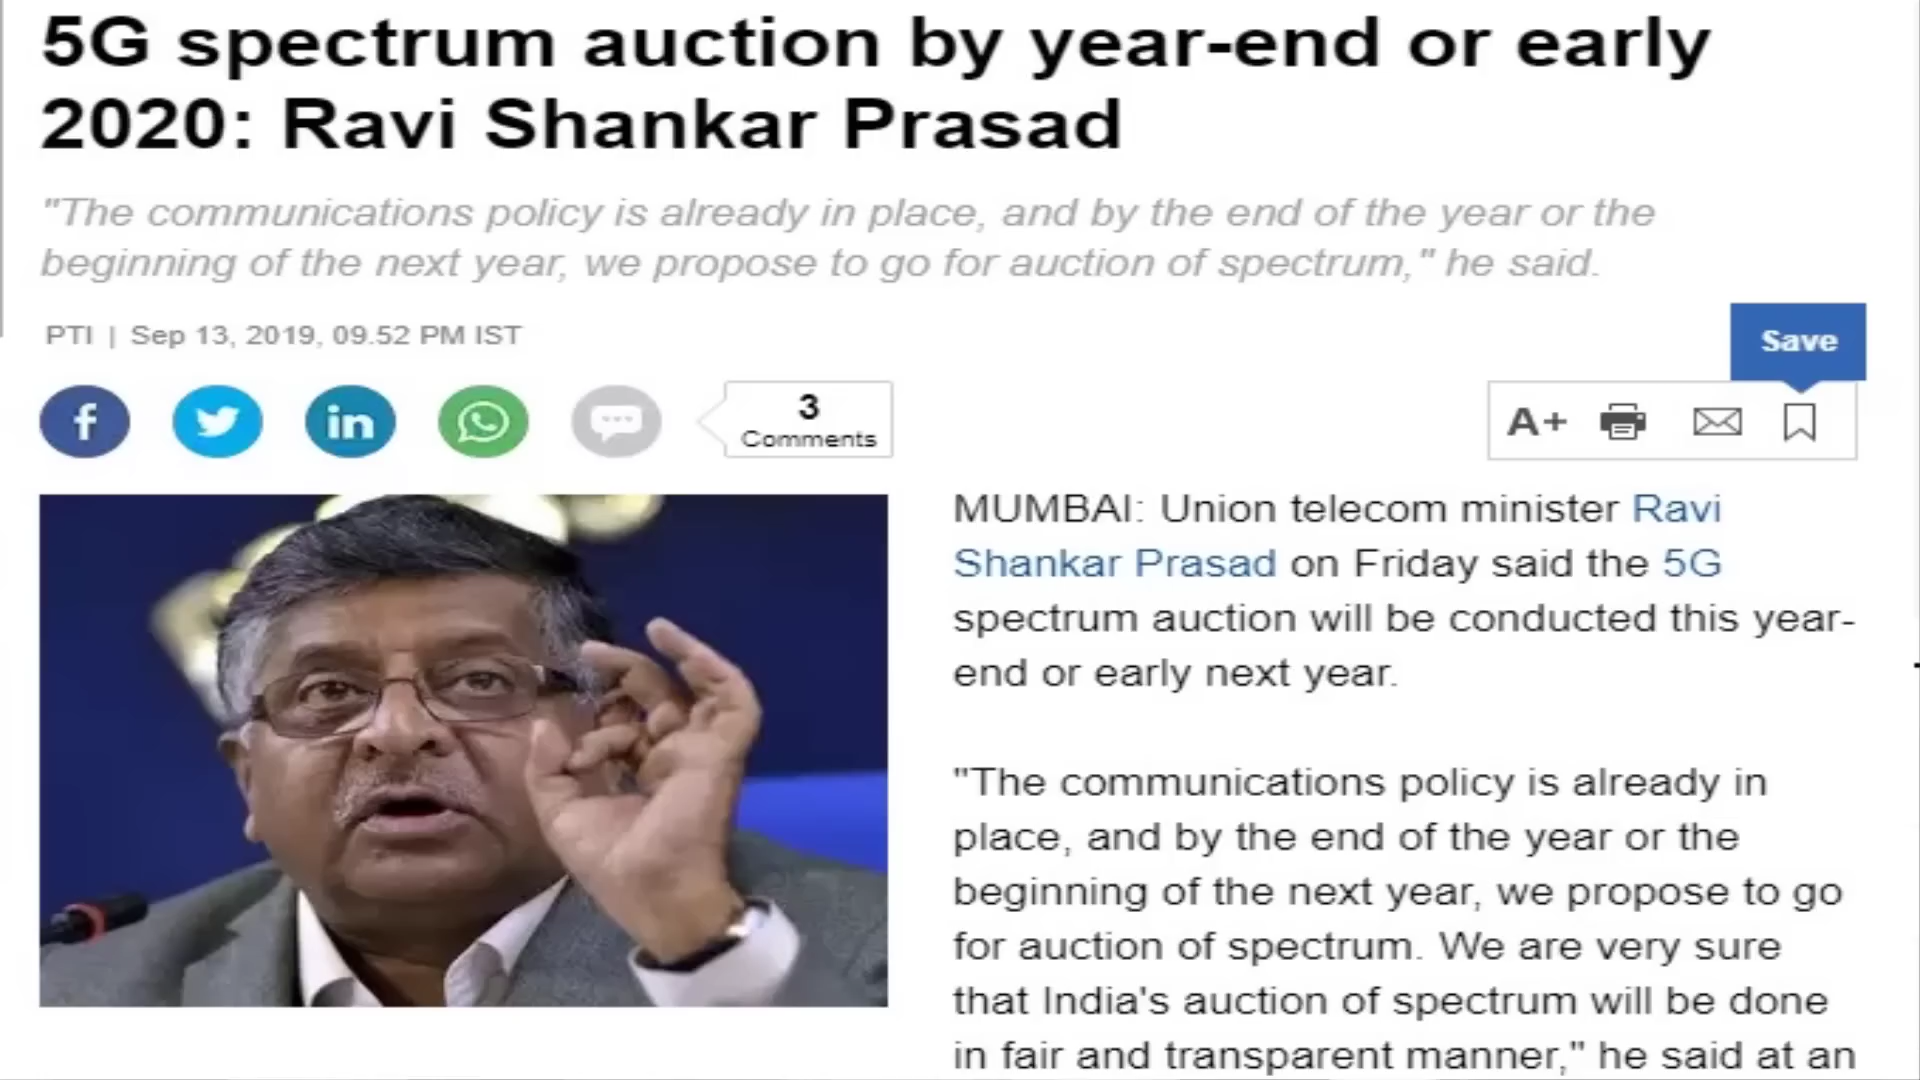 5G spectrum auction by year-end or early
2020: Ravi Shankar Prasad
"The communications policy is already in place, and by the end of the year or the
beginning of the next year, we propose to go for auction of spectrum," he said.
PTI | Sep 13, 2019, 09.52 PM IST
Save
f
in
3
Comments
A+
MUMBAI: Union telecom minister Ravi
Shankar Prasad on Friday said the 5G
spectrum auction will be conducted this year-
end or early next year.
"The communications policy is already in
place, and by the end of the year or the
beginning of the next year, we propose to go
for auction of spectrum. We are very sure
that India's auction of spectrum will be done
in fair and transparent manner," he said at an